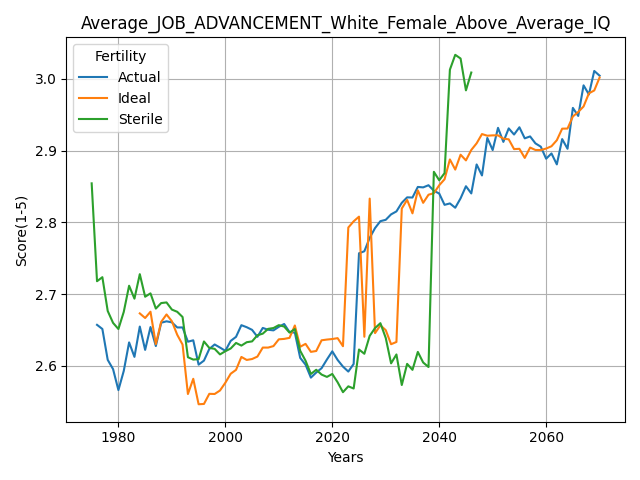 Average_JOB_ADVANCEMENT_White_Female_Above_Average_IQ
Fertility
Actual
Ideal
Sterile
Score(1-5)
3.0
2.9
2.8
2.7
2.6
1980
2000
2020
2040
2060
Years